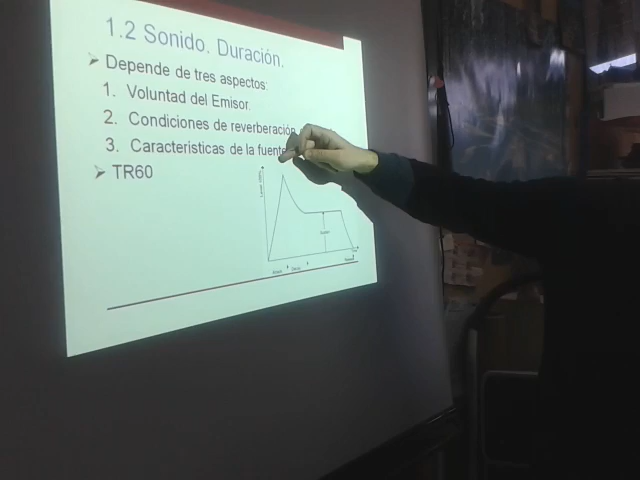 1.2 Sonido. Duración.
➤ Depende de tres aspectos:
1. Voluntad del Emisor.
2. Condiciones de reverberación
3. Caracteristicas de la fuente
➤ TR60